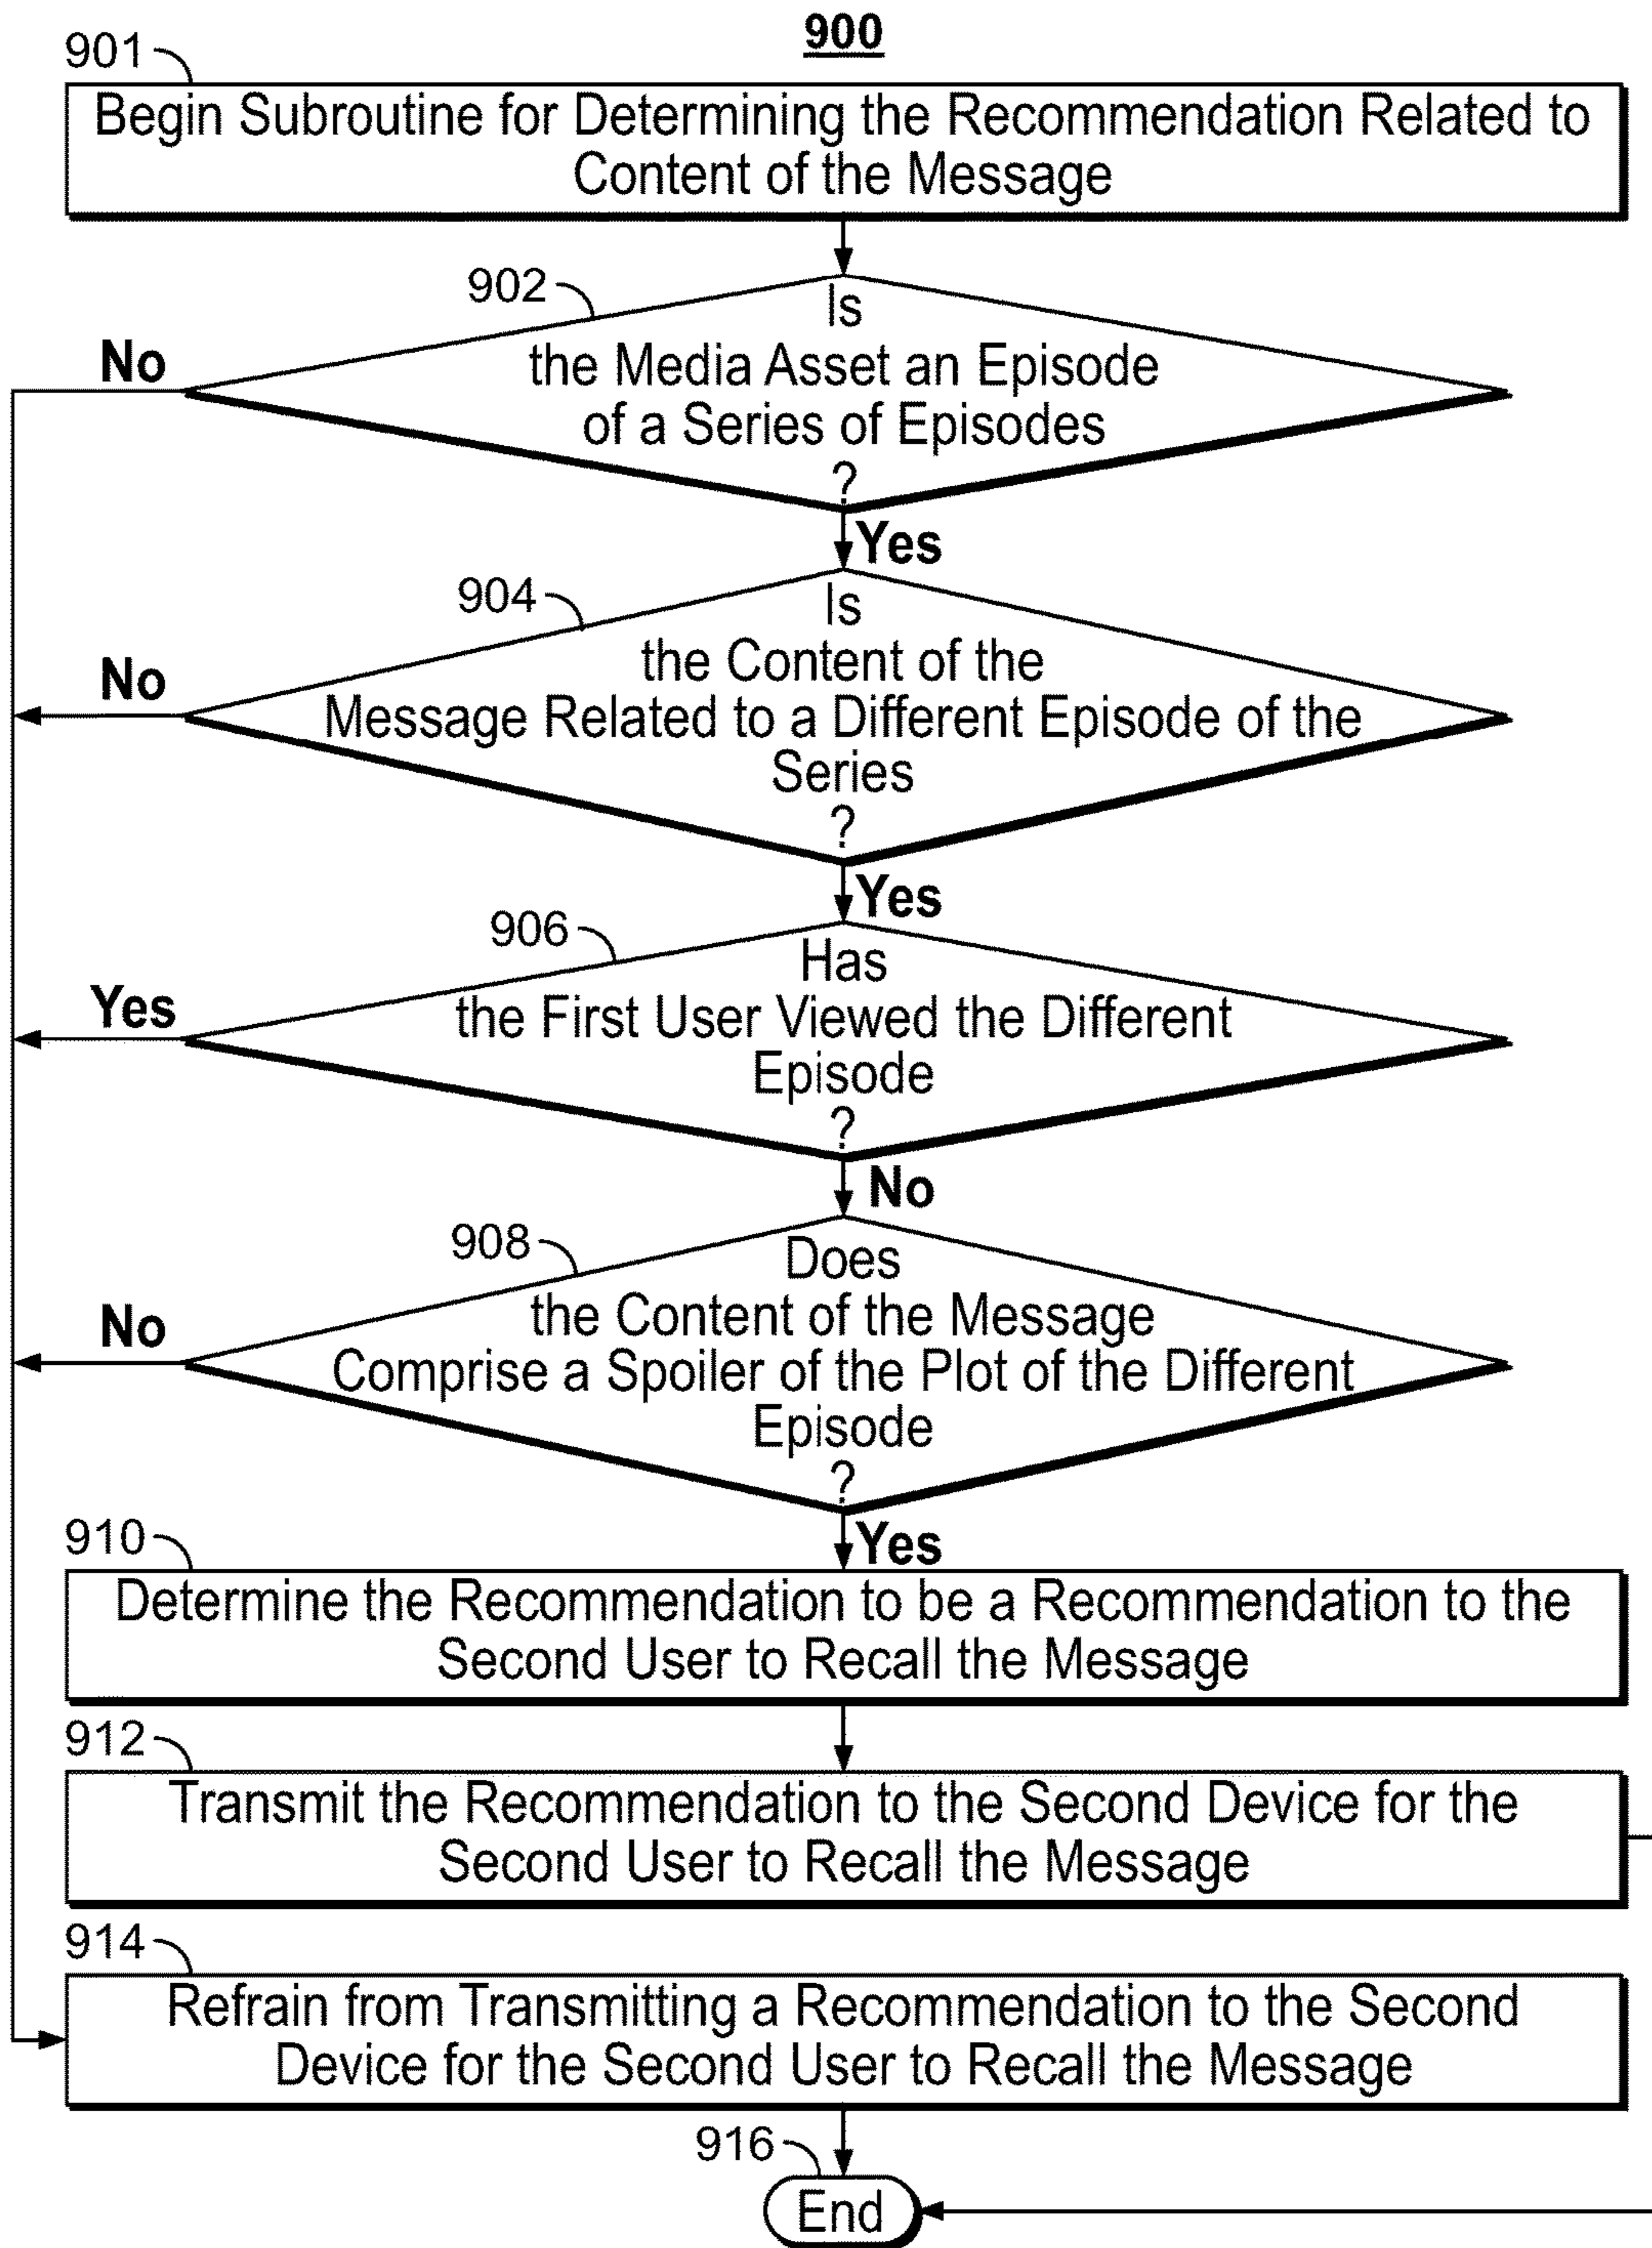 900
901
Begin Subroutine for Determining the Recommendation Related to
Content of the Message
902
Is
the Media Asset an Episode
of a Series of Episodes
?
No
Yes
904
Is
the Content of the
Message Related to a Different Episode of the
Series
?
No
Yes
906
Has
the First User Viewed the Different
Episode
?
Yes
No
908
Does
the Content of the Message
Comprise a Spoiler of the Plot of the Different
Episode
?
No
Yes
910
Determine the Recommendation to be a Recommendation to the
Second User to Recall the Message
912
Transmit the Recommendation to the Second Device for the
Second User to Recall the Message
914
Refrain from Transmitting a Recommendation to the Second
Device for the Second User to Recall the Message
916
End